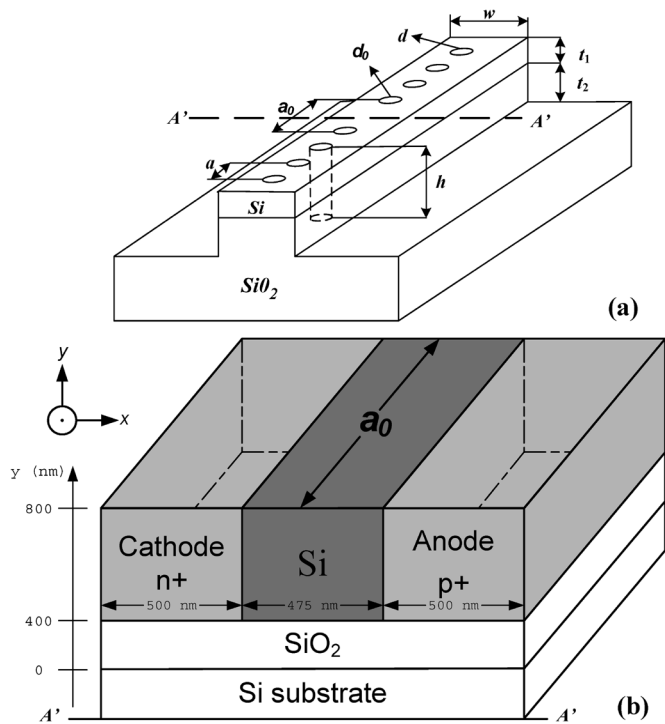 w
d
d₀
t₁
t₂
a₀
A' A'
a
h
Si
SiO₂
(a)
y
x
a₀
y (nm)
800
Cathode Anode
n+ Si p+
500 nm 475 nm 500 nm
400
SiO₂
0
Si substrate
A' A'
(b)